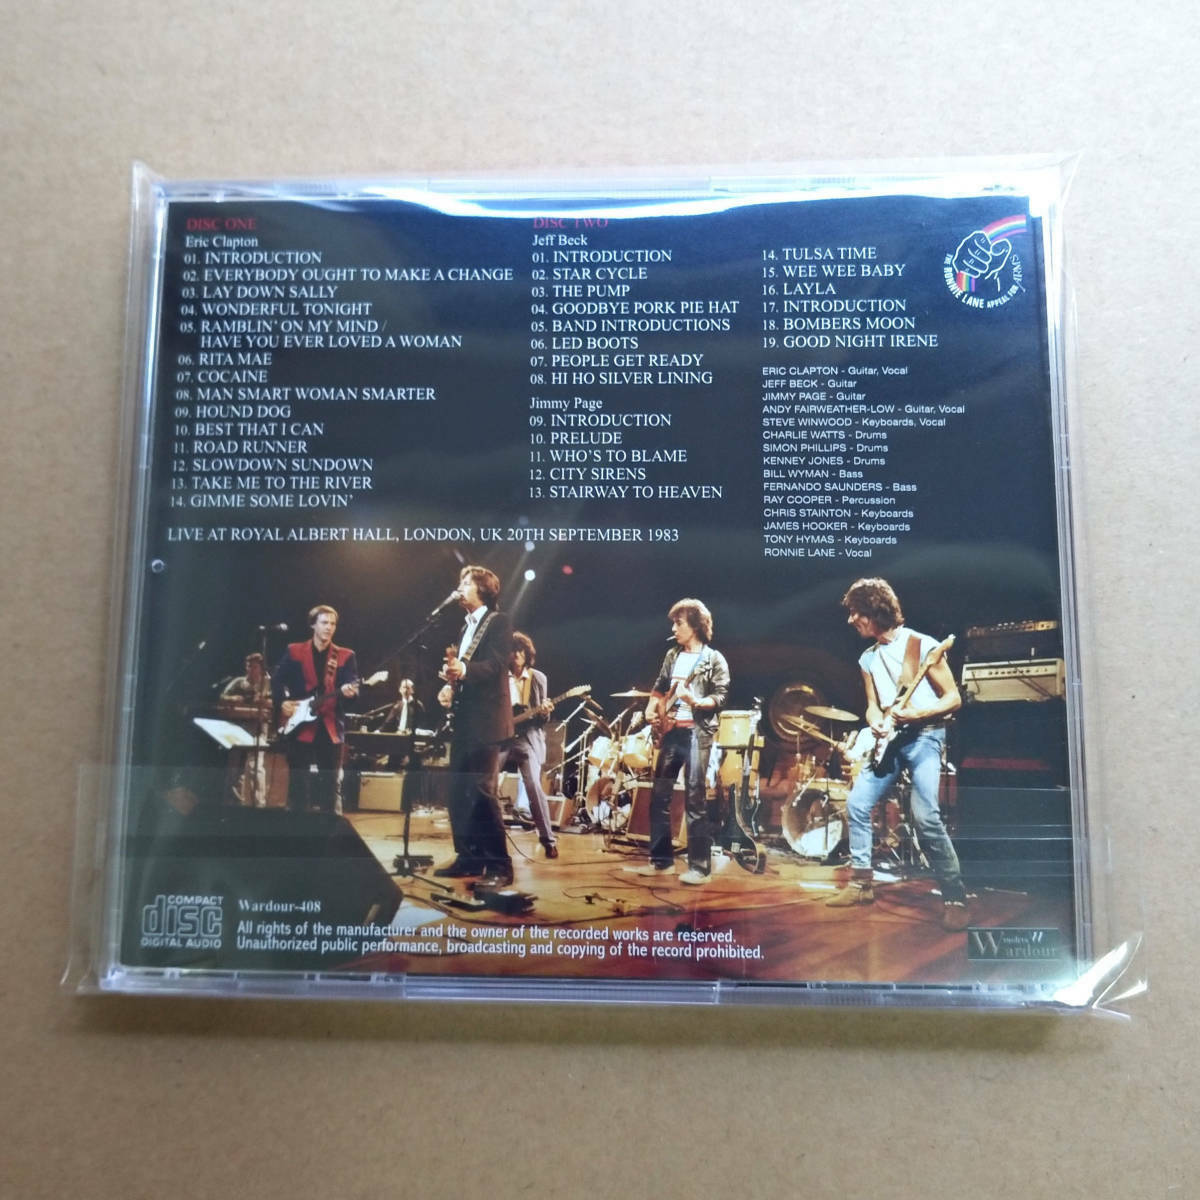 DISC ONE
Eric Clapton
01. INTRODUCTION
02. EVERYBODY OUGHT TO MAKE A CHANGE
03. LAY DOWN SALLY
04. WONDERFUL TONIGHT
05. RAMBLIN' ON MY MIND /
HAVE YOU EVER LOVED A WOMAN
06. RITA MAE
07. COCAINE
08. MAN SMART WOMAN SMARTER
09. HOUND DOG
10. BEST THAT I CAN
11. ROAD RUNNER
12. SLOWDOWN SUNDOWN
13. TAKE ME TO THE RIVER
14. GIMME SOME LOVIN'
DISC TWO
Jeff Beck
01. INTRODUCTION
02. STAR CYCLE
03. THE PUMP
04. GOODBYE PORK PIE HAT
05. BAND INTRODUCTIONS
06. LED BOOTS
07. PEOPLE GET READY
08. HI HO SILVER LINING
Jimmy Page
09. INTRODUCTION
10. PRELUDE
11. WHO'S TO BLAME
12. CITY SIRENS
13. STAIRWAY TO HEAVEN
14. TULSA TIME
15. WEE WEE BABY
16. LAYLA
17. INTRODUCTION
18. BOMBERS MOON
19. GOOD NIGHT IRENE
THE RONNIE LANE APPEAL FOR ARMS
ERIC CLAPTON - Guitar, Vocal
JEFF BECK - Guitar
JIMMY PAGE - Guitar
ANDY FAIRWEATHER-LOW - Guitar, Vocal
STEVE WINWOOD - Keyboards, Vocal
CHARLIE WATTS - Drums
SIMON PHILLIPS - Drums
KENNEY JONES - Drums
BILL WYMAN - Bass
FERNANDO SAUNDERS - Bass
RAY COOPER - Percussion
CHRIS STAINTON - Keyboards
JAMES HOOKER - Keyboards
TONY HYMAS - Keyboards
RONNIE LANE - Vocal
LIVE AT ROYAL ALBERT HALL, LONDON, UK 20TH SEPTEMBER 1983
COMPACT
disc
DIGITAL AUDIO
Wardour-408
All rights of the manufacturer and the owner of the recorded works are reserved.
Unauthorized public performance, broadcasting and copying of the record prohibited.
Wardour